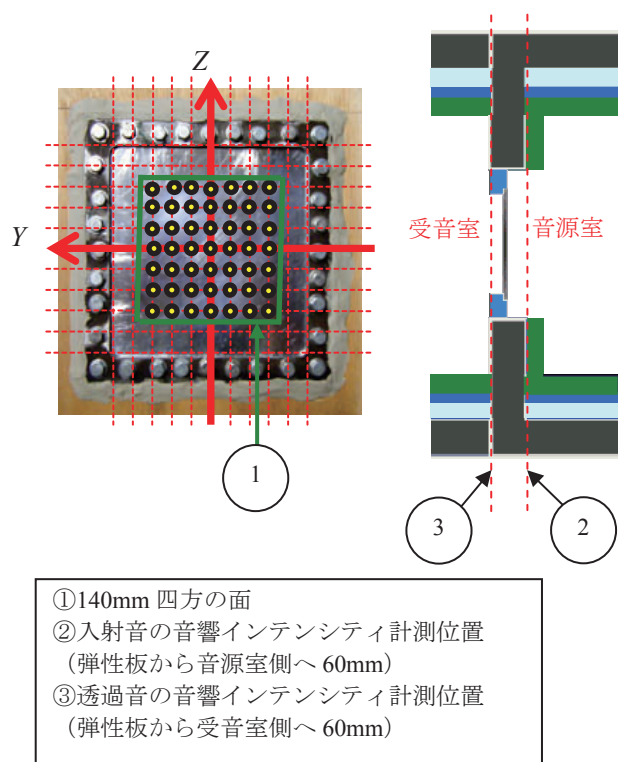 Z
Y
受音室
音源室
1
3
2
①140mm 四方の面
②入射音の音響インテンシティ計測位置
（弾性板から音源室側へ 60mm）
③透過音の音響インテンシティ計測位置
（弾性板から受音室側へ 60mm）